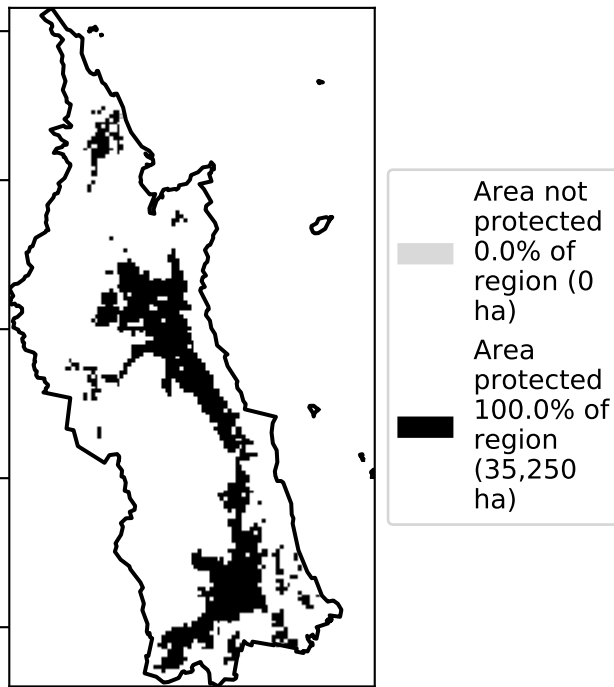 Area not
protected
0.0% of
region (0
ha)
Area
protected
100.0% of
region
(35,250
ha)